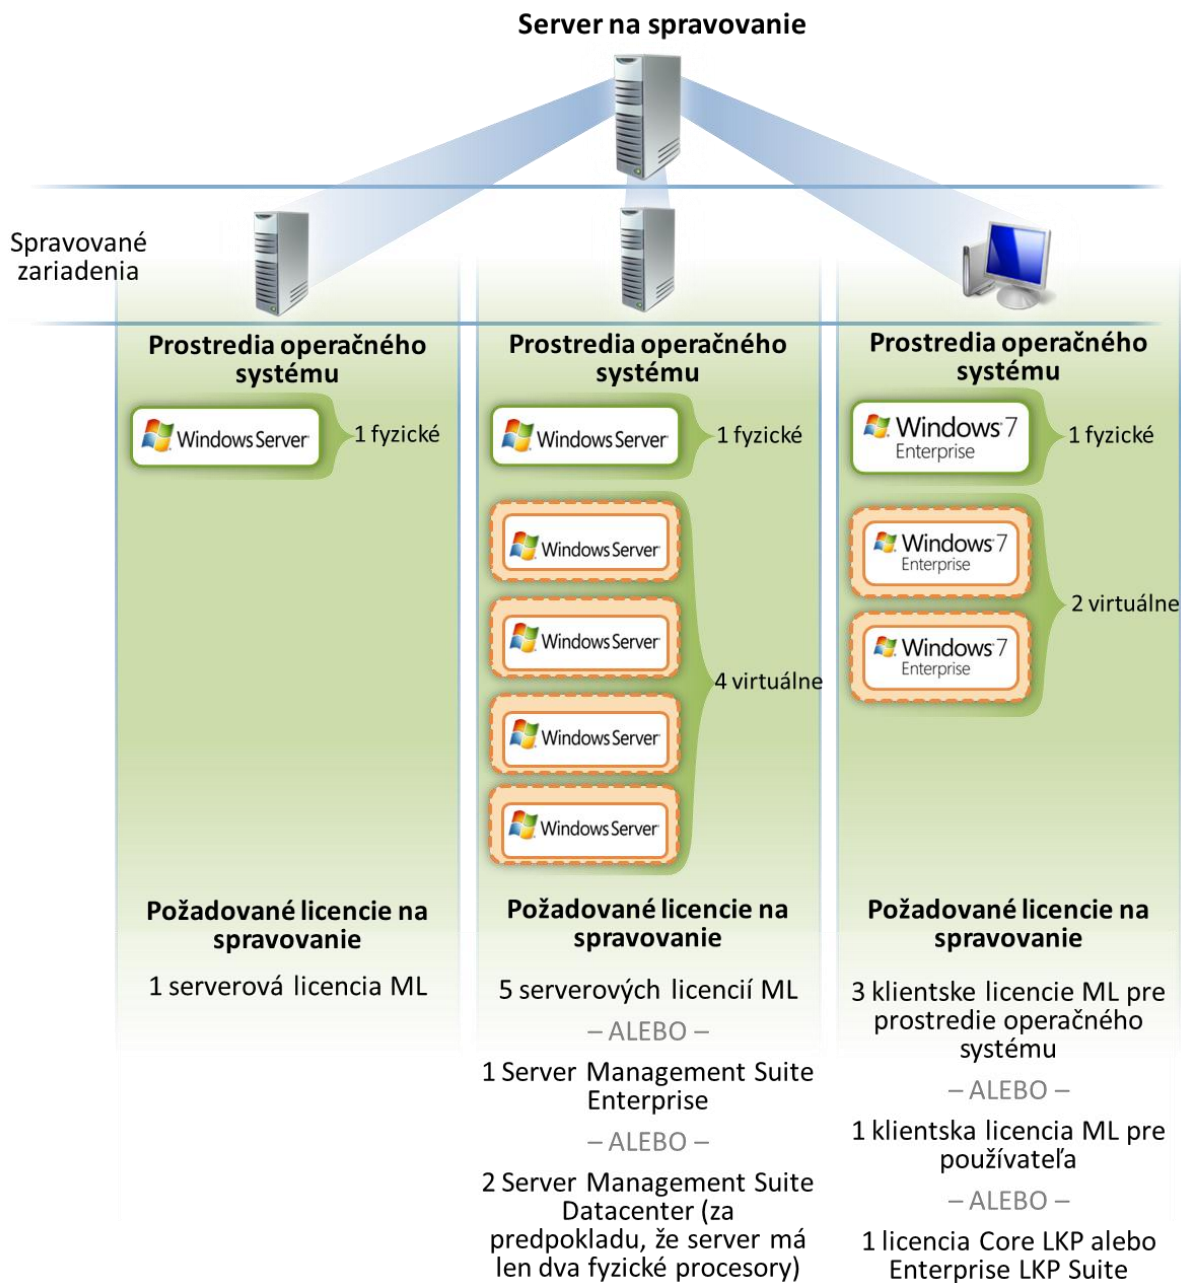 Server na spravovanie
Spravované
zariadenia
Prostredia operačného
systému
Windows Server
1 fyzické
Požadované licencie na
spravovanie
1 serverová licencia ML
Prostredia operačného
systému
Windows Server
1 fyzické
Windows Server
Windows Server
Windows Server
Windows Server
4 virtuálne
Požadované licencie na
spravovanie
5 serverových licencií ML
– ALEBO –
1 Server Management Suite
Enterprise
– ALEBO –
2 Server Management Suite
Datacenter (za
predpokladu, že server má
len dva fyzické procesory)
Prostredia operačného
systému
Windows 7
Enterprise
1 fyzické
Windows 7
Enterprise
Windows 7
Enterprise
2 virtuálne
Požadované licencie na
spravovanie
3 klientske licencie ML pre
prostredie operačného
systému
– ALEBO –
1 klientska licencia ML pre
používateľa
– ALEBO –
1 licencia Core LKP alebo
Enterprise LKP Suite